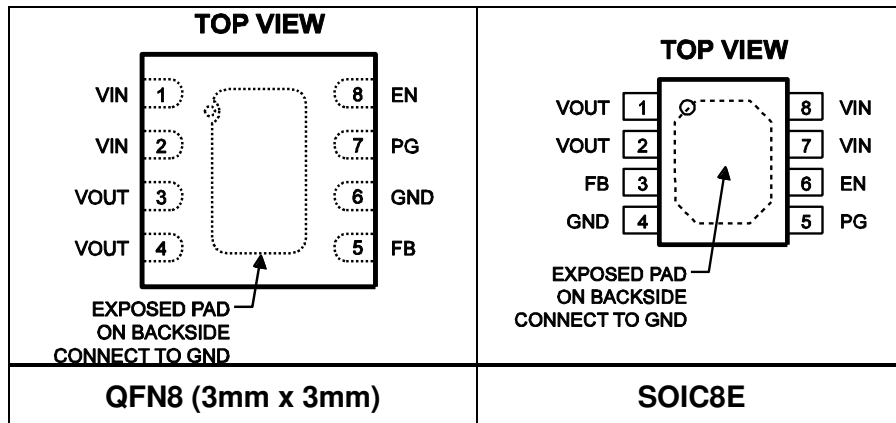 TOP VIEW
VIN 1 8 EN
VIN 2 7 PG
VOUT 3 6 GND
VOUT 4 5 FB
EXPOSED PAD
ON BACKSIDE
CONNECT TO GND
QFN8 (3mm x 3mm)
TOP VIEW
VOUT 1 8 VIN
VOUT 2 7 VIN
FB 3 6 EN
GND 4 5 PG
EXPOSED PAD
ON BACKSIDE
CONNECT TO GND
SOIC8E